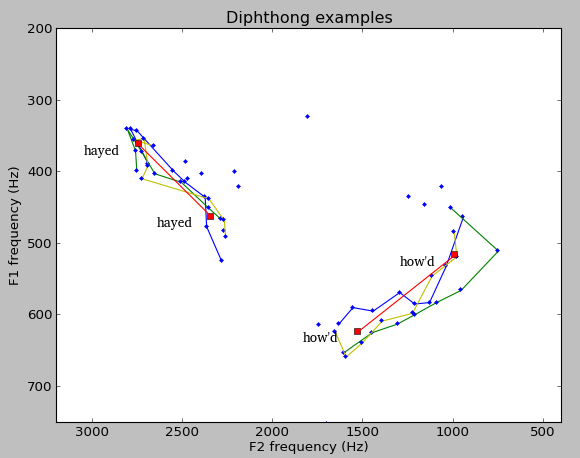 Diphthong examples
200
300
400
500
600
700
F1 frequency (Hz)
hayed
hayed
how'd
how'd
3000 2500 2000 1500 1000 500
F2 frequency (Hz)